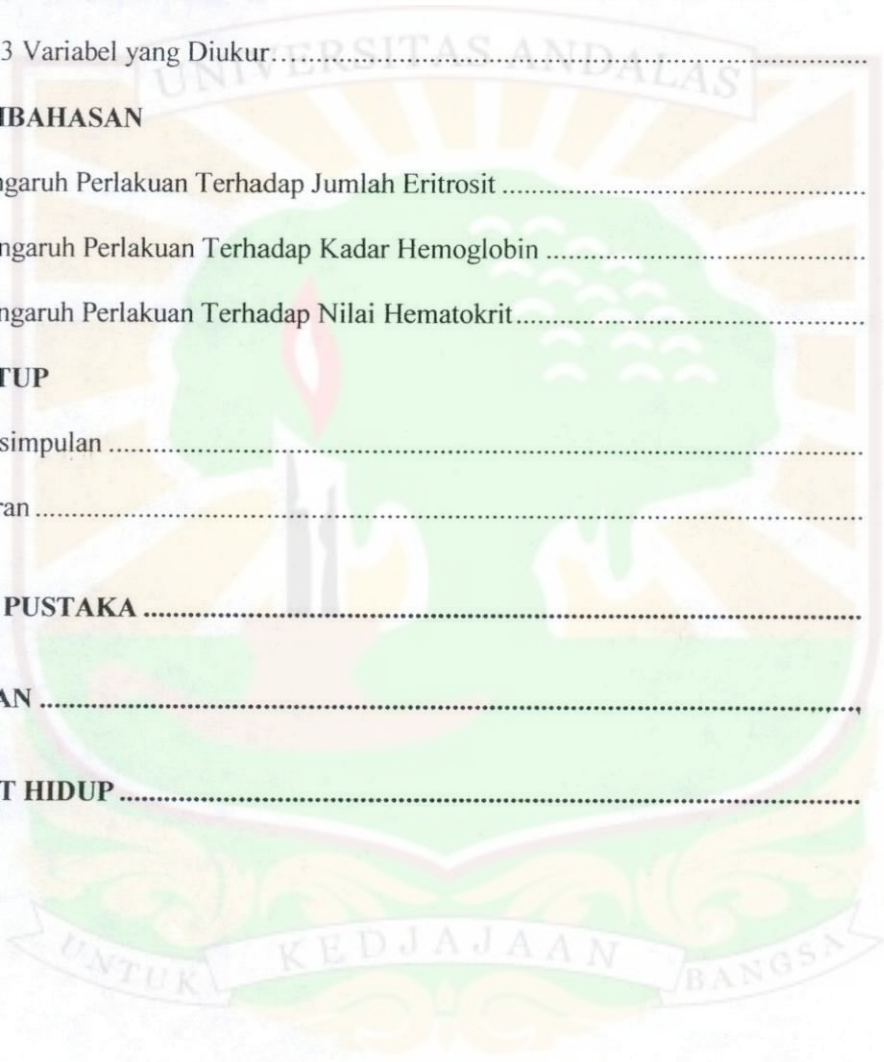 3 Variabel yang Diukur........................................................................
UNIVERSITAS ANDALAS
IBAHASAN
ngaruh Perlakuan Terhadap Jumlah Eritrosit ................................................
ngaruh Perlakuan Terhadap Kadar Hemoglobin ..........................................
ngaruh Perlakuan Terhadap Nilai Hematokrit..............................................
TUP
simpulan ......................................................................................................
ran ................................................................................................................
PUSTAKA .................................................................................................
AN ...............................................................................................................
T HIDUP ....................................................................................................
UNTUK KEDJAJAAN BANGSA